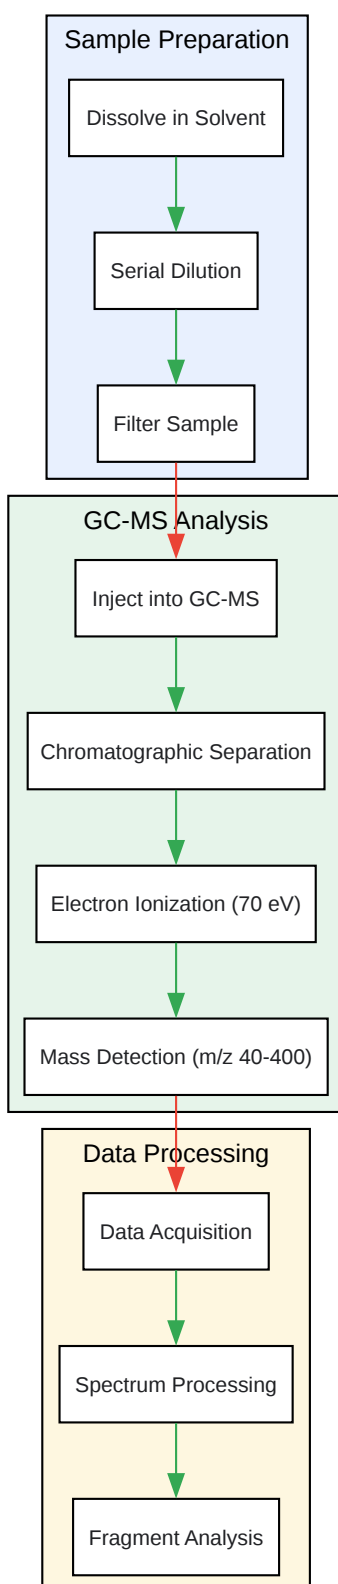 Sample Preparation
Dissolve in Solvent
Serial Dilution
Filter Sample
GC-MS Analysis
Inject into GC-MS
Chromatographic Separation
Electron Ionization (70 eV)
Mass Detection (m/z 40-400)
Data Processing
Data Acquisition
Spectrum Processing
Fragment Analysis